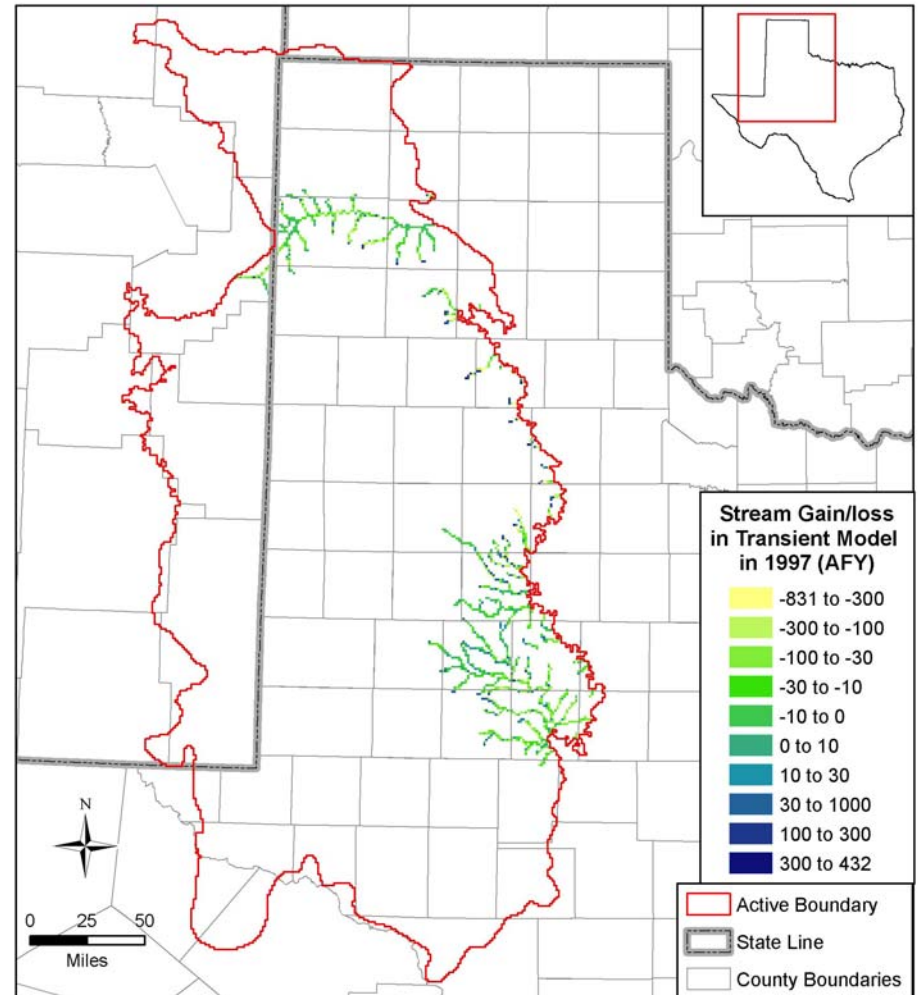 Stream Gain/loss
in Transient Model
in 1997 (AFY)
-831 to -300
-300 to -100
-100 to -30
-30 to -10
-10 to 0
0 to 10
10 to 30
30 to 1000
100 to 300
300 to 432
Active Boundary
State Line
County Boundaries
N
0 25 50
Miles